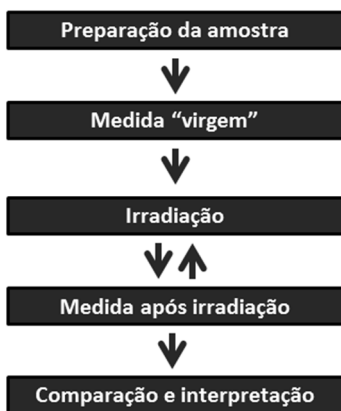 Preparação da amostra
Medida “virgem”
Irradiação
Medida após irradiação
Comparação e interpretação